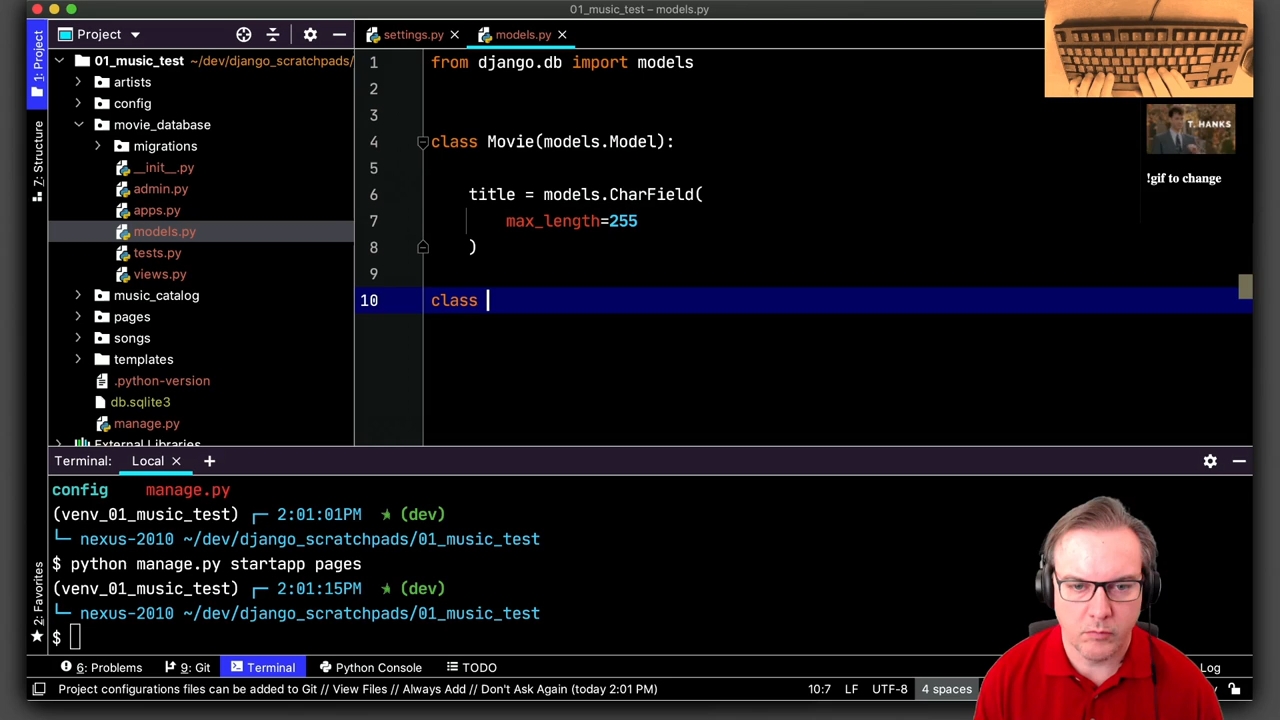 01_music_test – models.py
Project
settings.py
models.py
1: Project
7: Structure
2: Favorites
01_music_test ~/dev/django_scratchpads/
artists
config
movie_database
migrations
__init__.py
admin.py
apps.py
models.py
tests.py
views.py
music_catalog
pages
songs
templates
.python-version
db.sqlite3
manage.py
External Libraries
1 from django.db import models
2
3
4 class Movie(models.Model):
5
6 title = models.CharField(
7 max_length=255
8 )
9
10 class
T. HANKS
!gif to change
Terminal: Local +
config manage.py
(venv_01_music_test) ┌─ 2:01:01PM ★ (dev)
└─ nexus-2010 ~/dev/django_scratchpads/01_music_test
$ python manage.py startapp pages
(venv_01_music_test) ┌─ 2:01:15PM ★ (dev)
└─ nexus-2010 ~/dev/django_scratchpads/01_music_test
$
6: Problems 9: Git Terminal Python Console TODO Log
Project configurations files can be added to Git // View Files // Always Add // Don't Ask Again (today 2:01 PM) 10:7 LF UTF-8 4 spaces